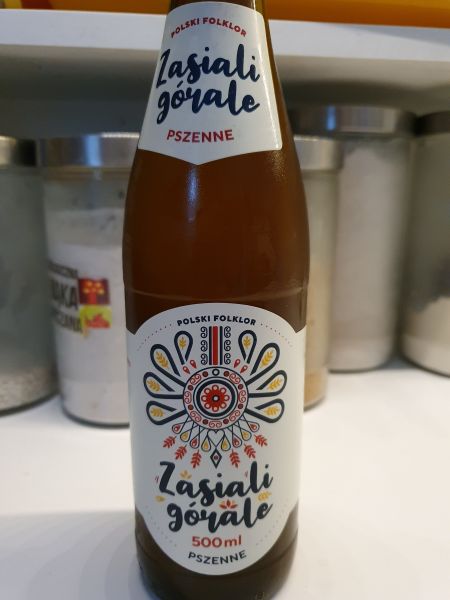 POLSKI FOLKLOR
Zasiali
górale
PSZENNE
POLSKI FOLKLOR
Zasiali
górale
500ml
PSZENNE